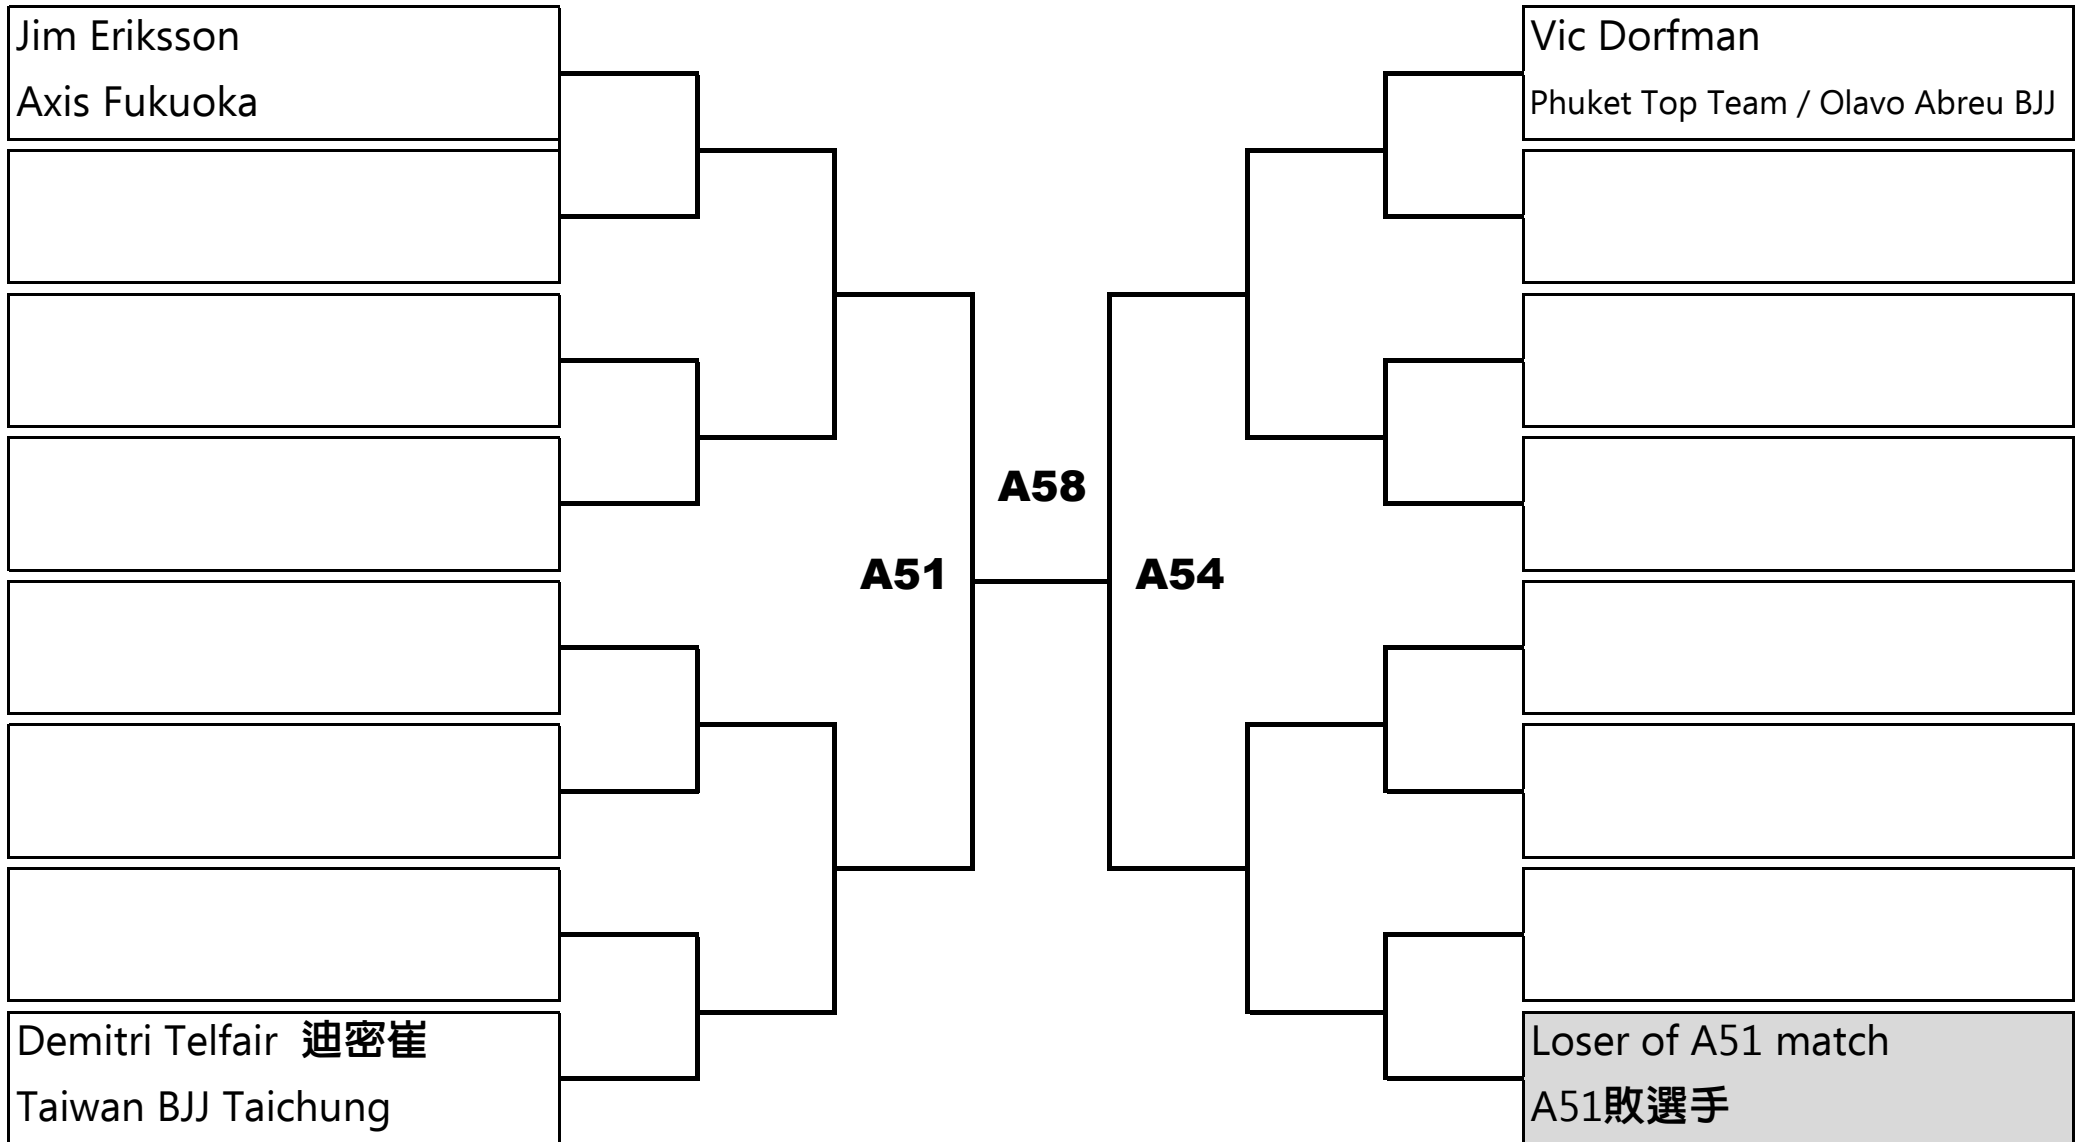 Jim Eriksson
Axis Fukuoka
Demitri Telfair 迪密崔
Taiwan BJJ Taichung
A51
A58
A54
Vic Dorfman
Phuket Top Team / Olavo Abreu BJJ
Loser of A51 match
A51敗選手